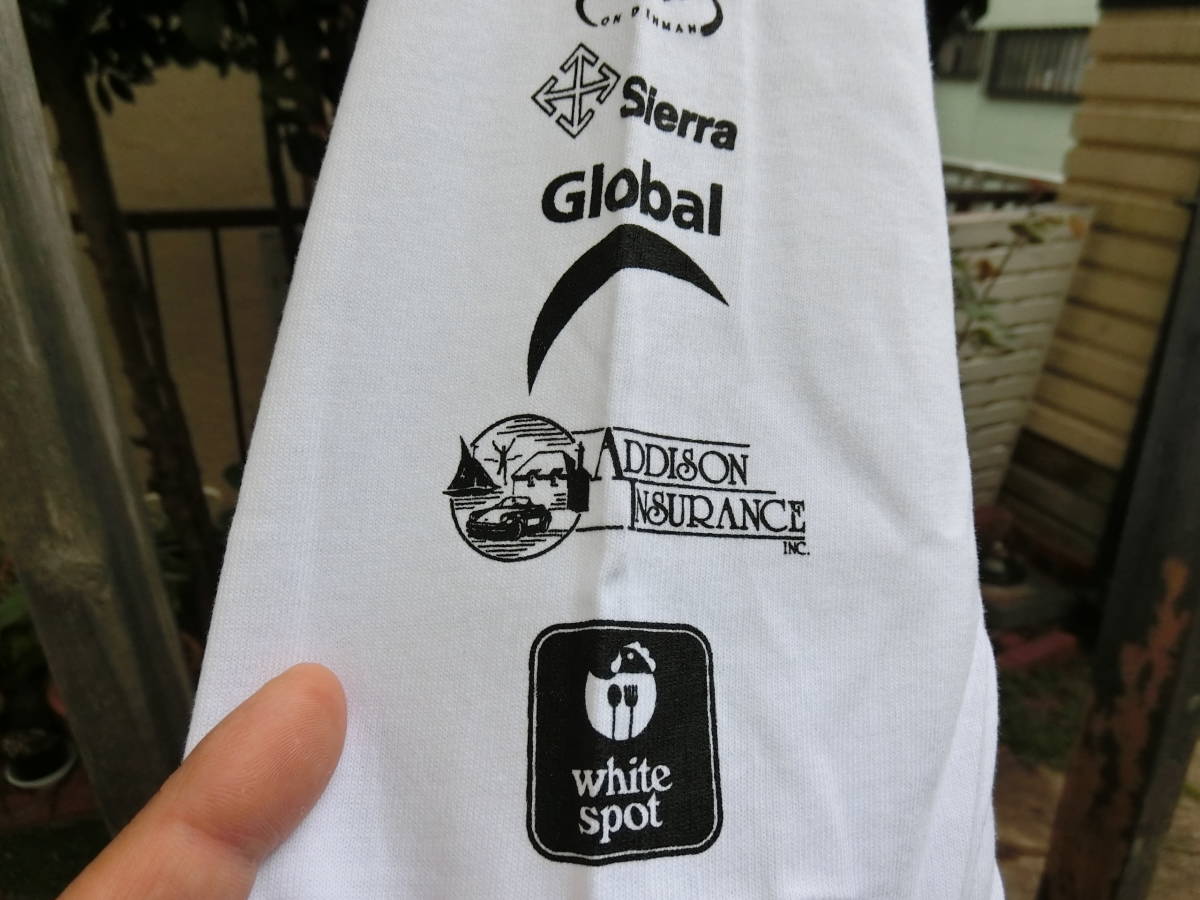 ON DENMAN
Sierra
Global
ADDISON
INSURANCE
INC.
white
spot